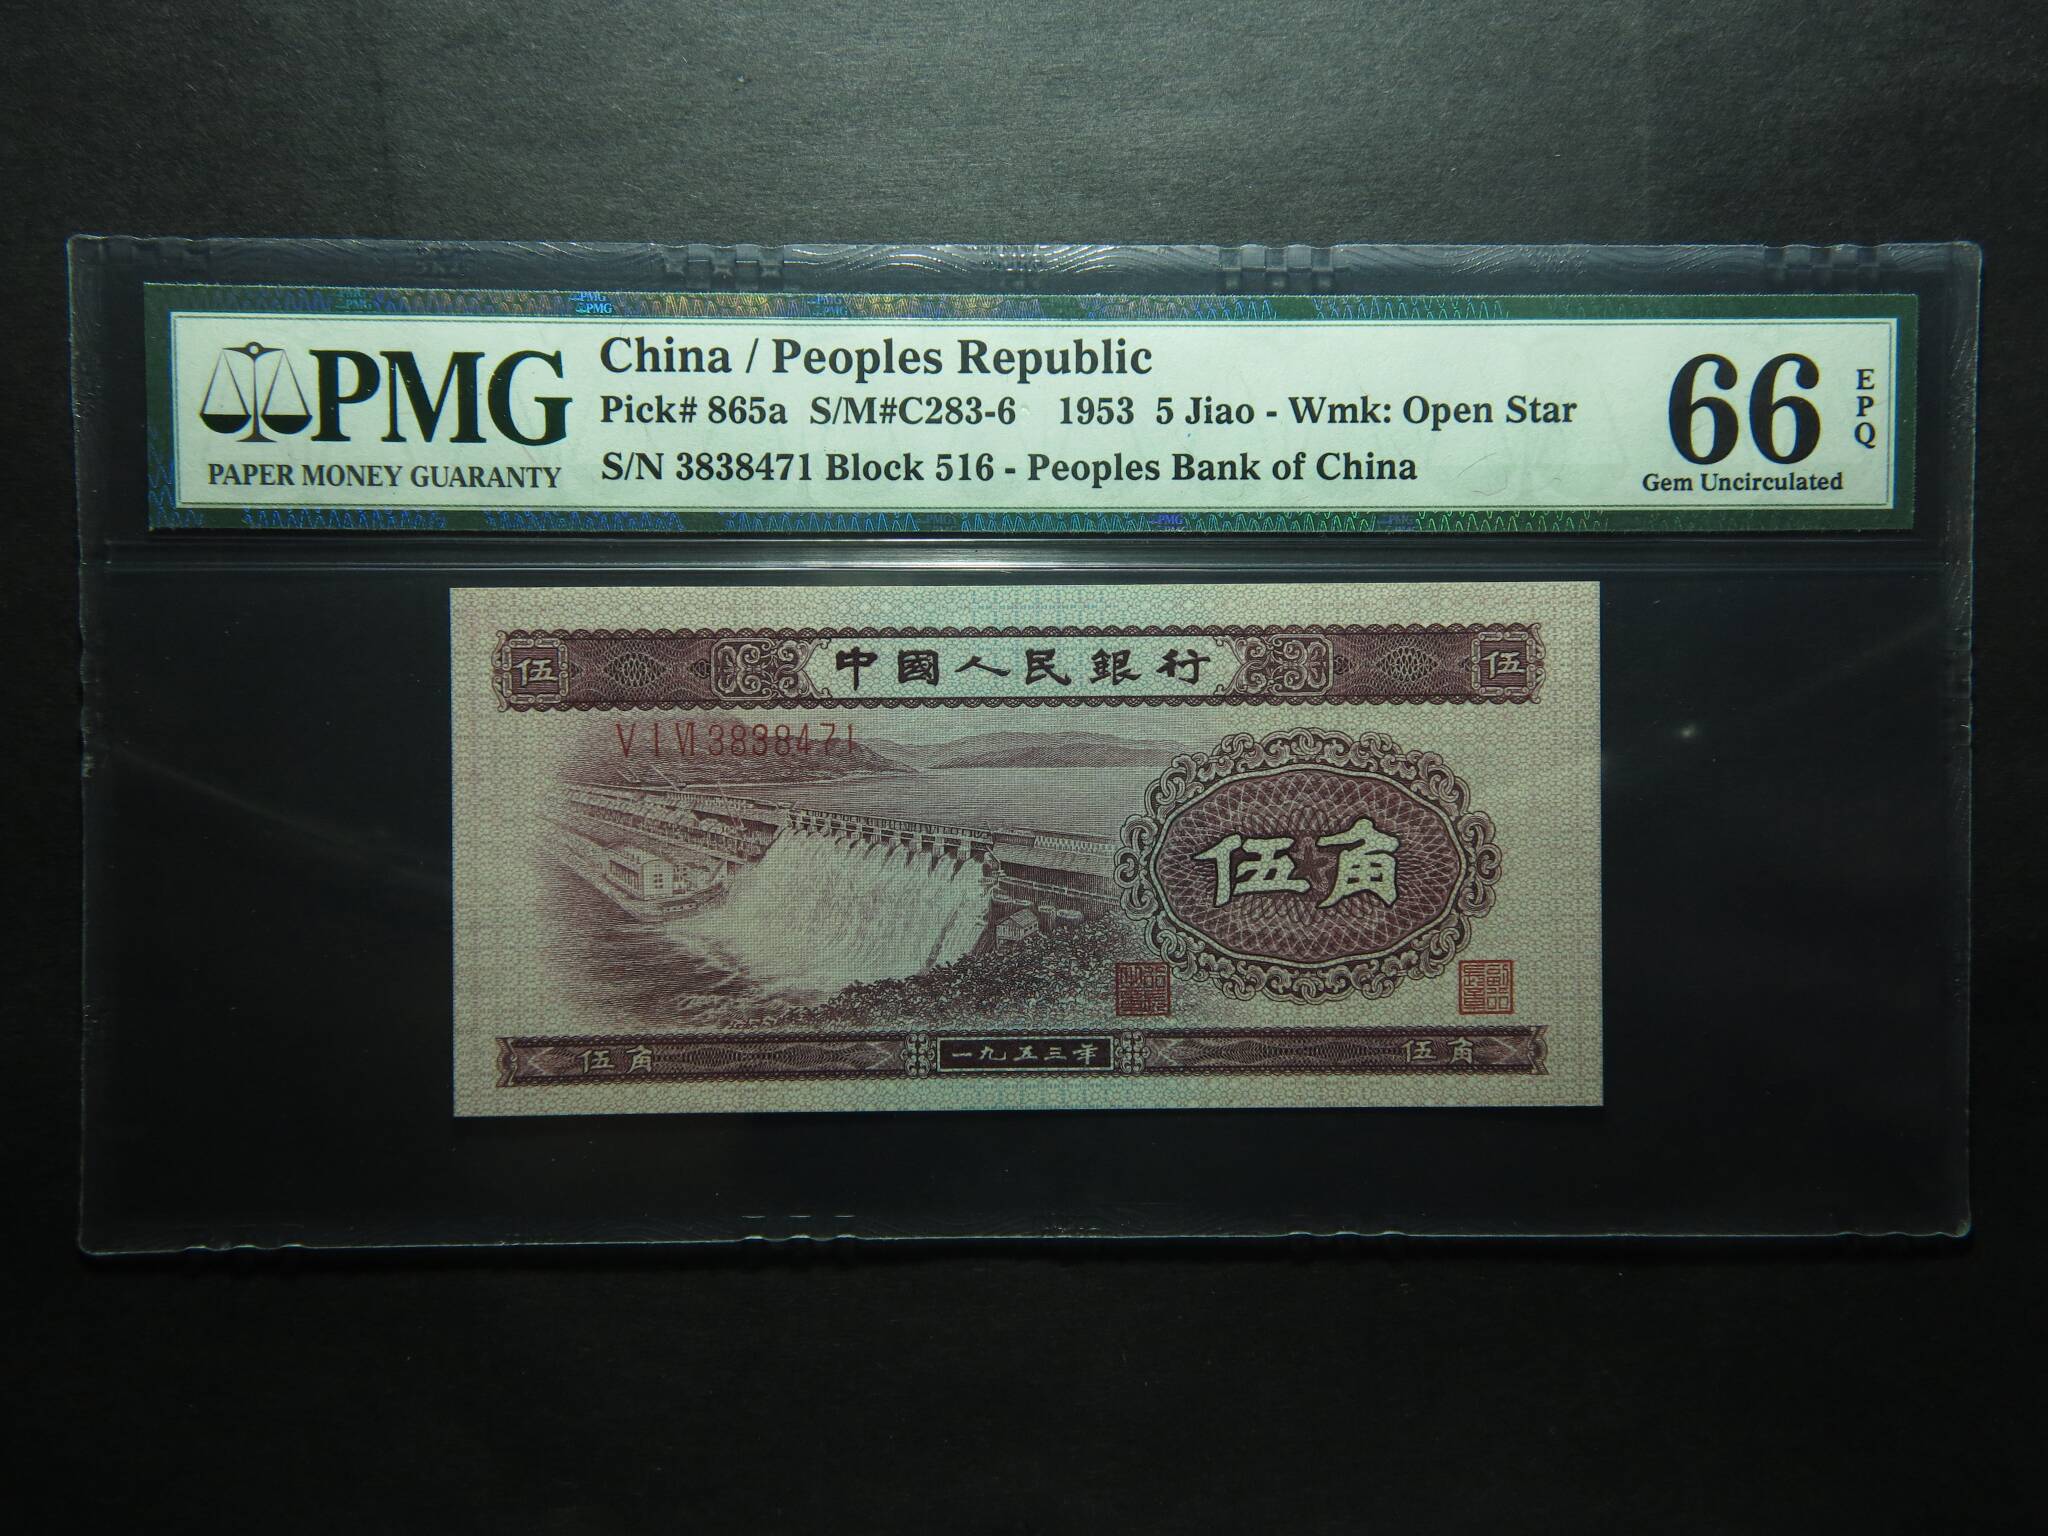 PMG
PAPER MONEY GUARANTY
China / Peoples Republic
Pick# 865a S/M#C283-6 1953 5 Jiao - Wmk: Open Star
S/N 3838471 Block 516 - Peoples Bank of China
66 EPQ
Gem Uncirculated
伍 中國人民銀行 伍
V I VI 3838471
伍角
伍角 一九五三年 伍角